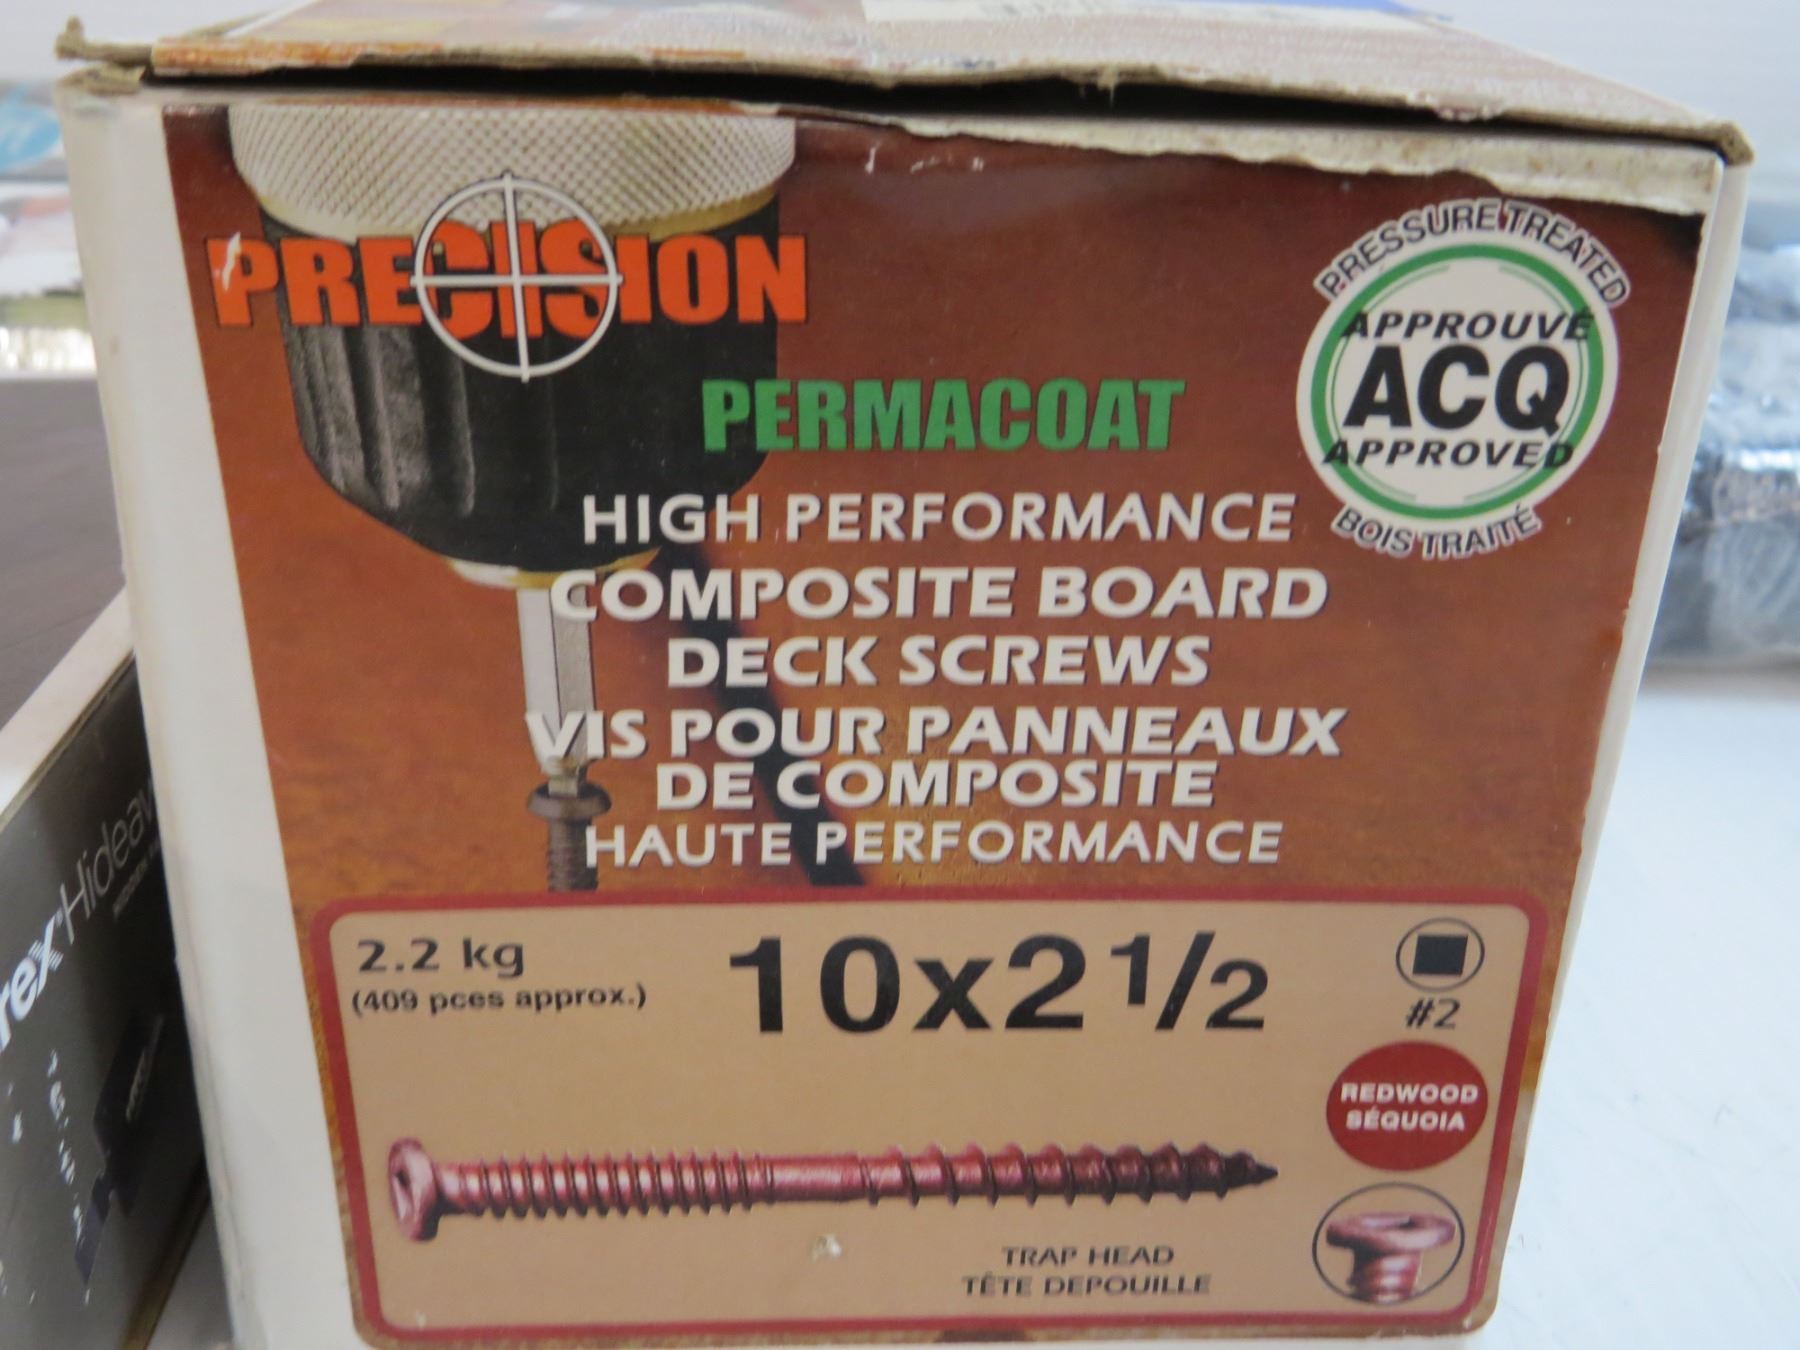 PRECISION
PERMACOAT
HIGH PERFORMANCE
COMPOSITE BOARD
DECK SCREWS
VIS POUR PANNEAUX
DE COMPOSITE
HAUTE PERFORMANCE
PRESSURE TREATED
APPROUVÉ
ACQ
APPROVED
BOIS TRAITÉ
2.2 kg
(409 pces approx.)
10x2 1/2
#2
REDWOOD
SÉQUOIA
TRAP HEAD
TÊTE DEPOUILLE